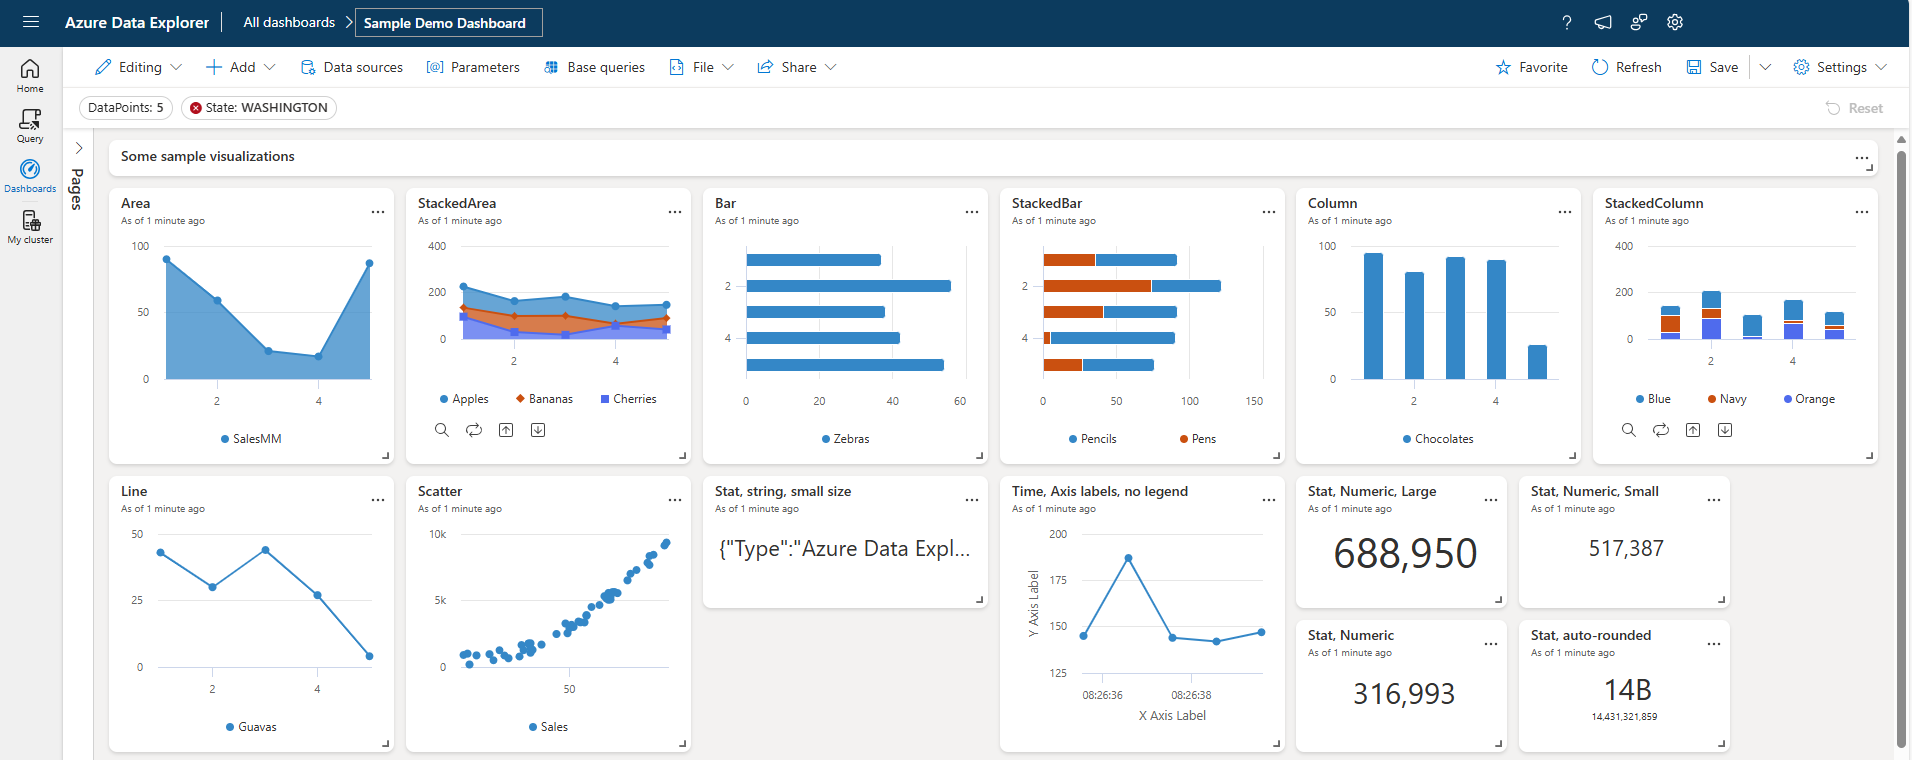 Azure Data Explorer
All dashboards
Sample Demo Dashboard
Editing
Add
Data sources
Parameters
Base queries
File
Share
Favorite
Refresh
Save
Settings
DataPoints: 5
State: WASHINGTON
Reset
Home
Query
Dashboards
My cluster
Pages
Some sample visualizations
Area
As of 1 minute ago
100
50
0
2
4
SalesMM
StackedArea
As of 1 minute ago
400
200
0
2
4
Apples
Bananas
Cherries
Bar
As of 1 minute ago
2
4
0
20
40
60
Zebras
StackedBar
As of 1 minute ago
2
4
0
50
100
150
Pencils
Pens
Column
As of 1 minute ago
100
50
0
2
4
Chocolates
StackedColumn
As of 1 minute ago
400
200
0
2
4
Blue
Navy
Orange
Line
As of 1 minute ago
50
25
0
2
4
Guavas
Scatter
As of 1 minute ago
10k
5k
0
50
Sales
Stat, string, small size
As of 1 minute ago
{"Type":"Azure Data Expl...
Time, Axis labels, no legend
As of 1 minute ago
Y Axis Label
200
175
150
125
08:26:36
08:26:38
X Axis Label
Stat, Numeric, Large
As of 1 minute ago
688,950
Stat, Numeric, Small
As of 1 minute ago
517,387
Stat, Numeric
As of 1 minute ago
316,993
Stat, auto-rounded
As of 1 minute ago
14B
14,431,321,859